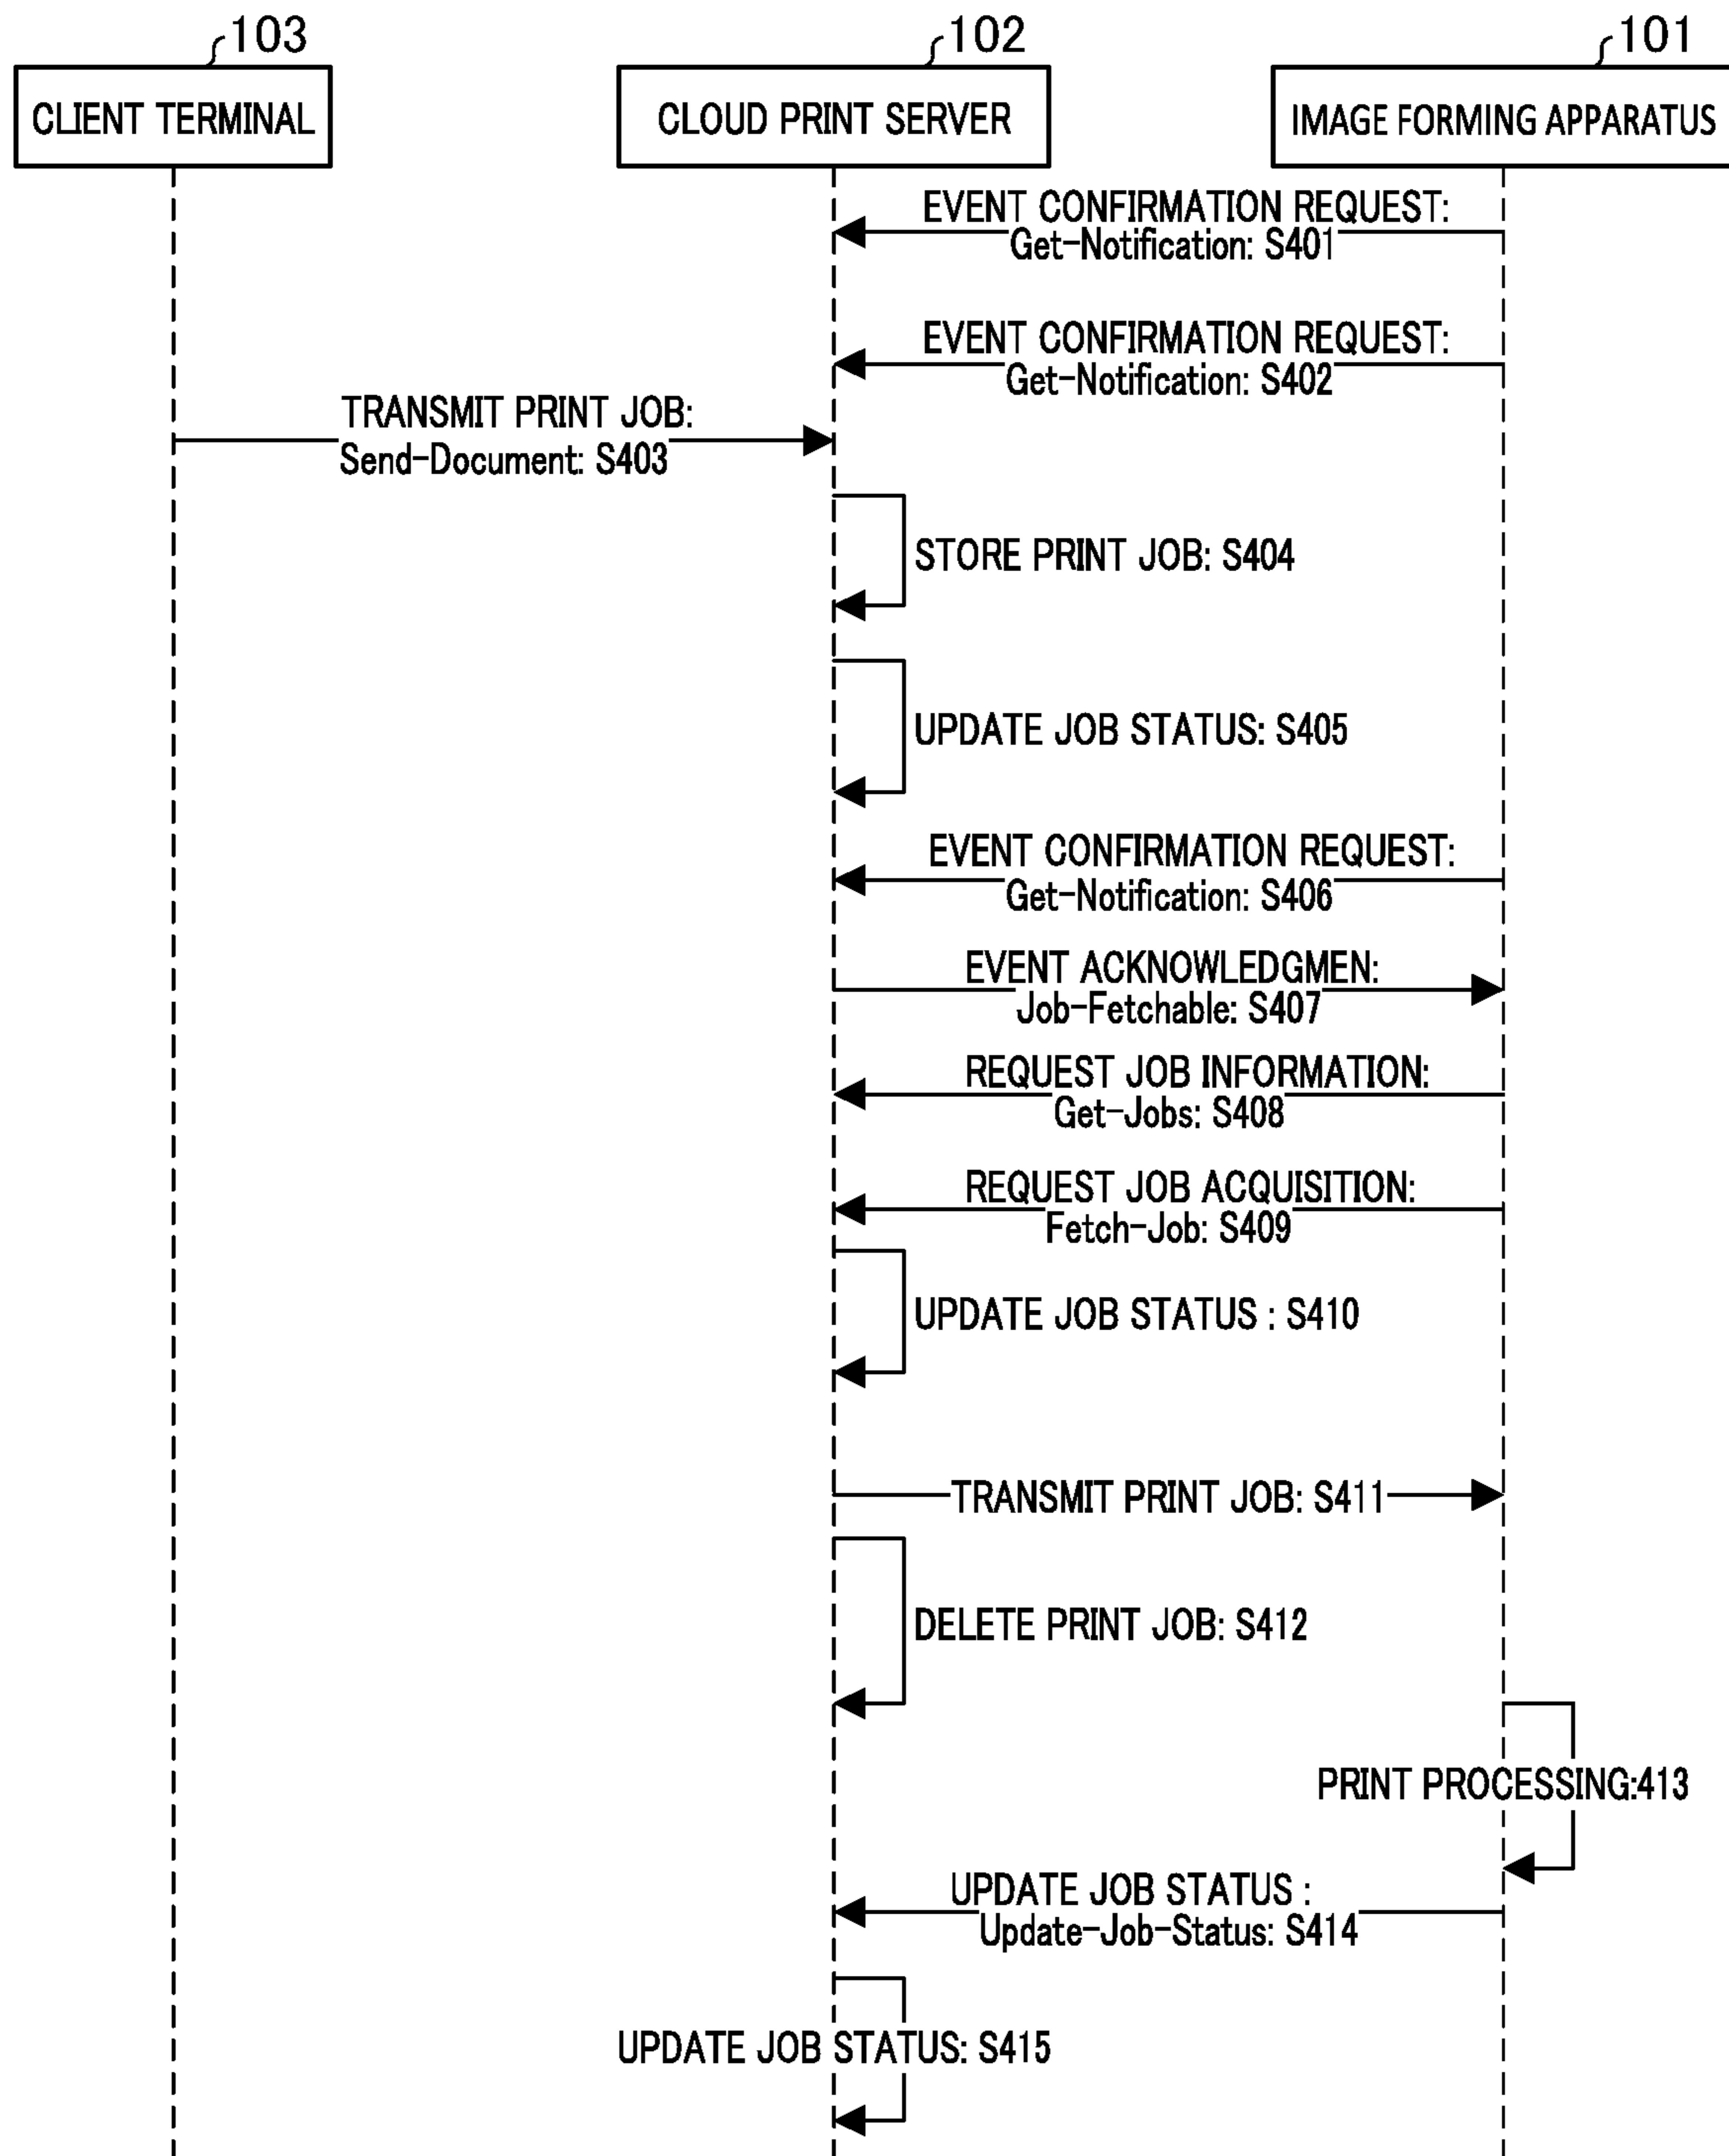 103
102
101
CLIENT TERMINAL
CLOUD PRINT SERVER
IMAGE FORMING APPARATUS
EVENT CONFIRMATION REQUEST:
Get-Notification: S401
EVENT CONFIRMATION REQUEST:
Get-Notification: S402
TRANSMIT PRINT JOB:
Send-Document: S403
STORE PRINT JOB: S404
UPDATE JOB STATUS: S405
EVENT CONFIRMATION REQUEST:
Get-Notification: S406
EVENT ACKNOWLEDGMEN:
Job-Fetchable: S407
REQUEST JOB INFORMATION:
Get-Jobs: S408
REQUEST JOB ACQUISITION:
Fetch-Job: S409
UPDATE JOB STATUS : S410
TRANSMIT PRINT JOB: S411
DELETE PRINT JOB: S412
PRINT PROCESSING:413
UPDATE JOB STATUS :
Update-Job-Status: S414
UPDATE JOB STATUS: S415